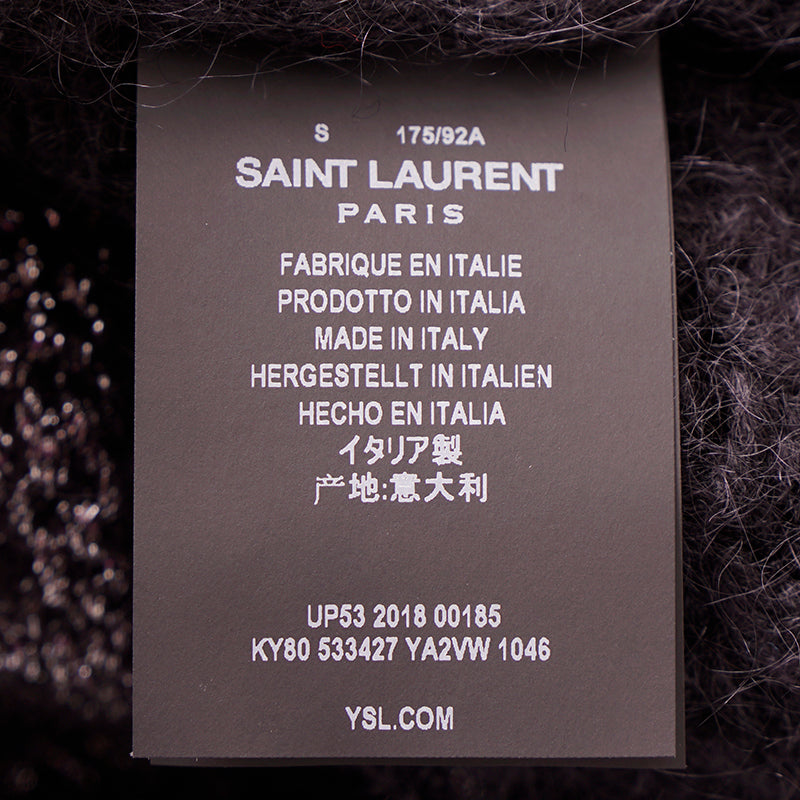 S 175/92A
SAINT LAURENT
PARIS
FABRIQUE EN ITALIE
PRODOTTO IN ITALIA
MADE IN ITALY
HERGESTELLT IN ITALIEN
HECHO EN ITALIA
イタリア製
产地:意大利
UP53 2018 00185
KY80 533427 YA2VW 1046
YSL.COM